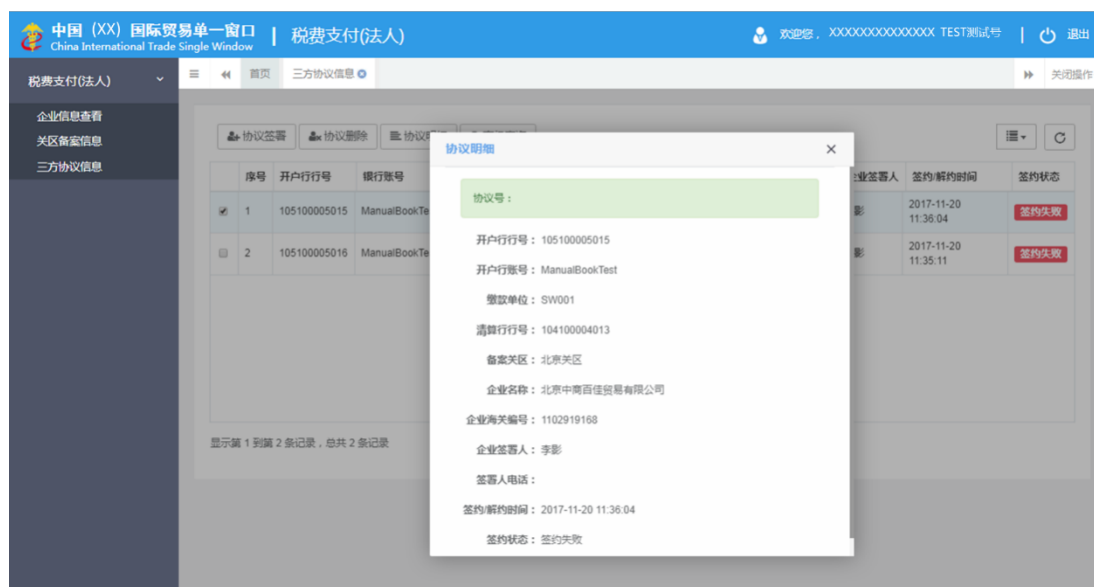 中国（XX）国际贸易单一窗口 | 税费支付(法人)
China International Trade Single Window
欢迎您，XXXXXXXXXXXXXX TEST测试号 | 退出
税费支付(法人)
首页 三方协议信息 关闭操作
企业信息查看
关区备案信息
三方协议信息
协议签署 协议删除
序号 开户行行号 银行账号 业签署人 签约/解约时间 签约状态
1 105100005015 ManualBookTe 影 2017-11-20 11:36:04 签约失败
2 105100005016 ManualBookTe 影 2017-11-20 11:35:11 签约失败
显示第 1 到第 2 条记录，总共 2 条记录
协议明细 ×
协议号：
开户行行号： 105100005015
开户行账号： ManualBookTest
缴款单位： SW001
清算行行号： 104100004013
备案关区： 北京关区
企业名称： 北京中商百佳贸易有限公司
企业海关编号： 1102919168
企业签署人： 李影
签署人电话：
签约/解约时间： 2017-11-20 11:36:04
签约状态： 签约失败